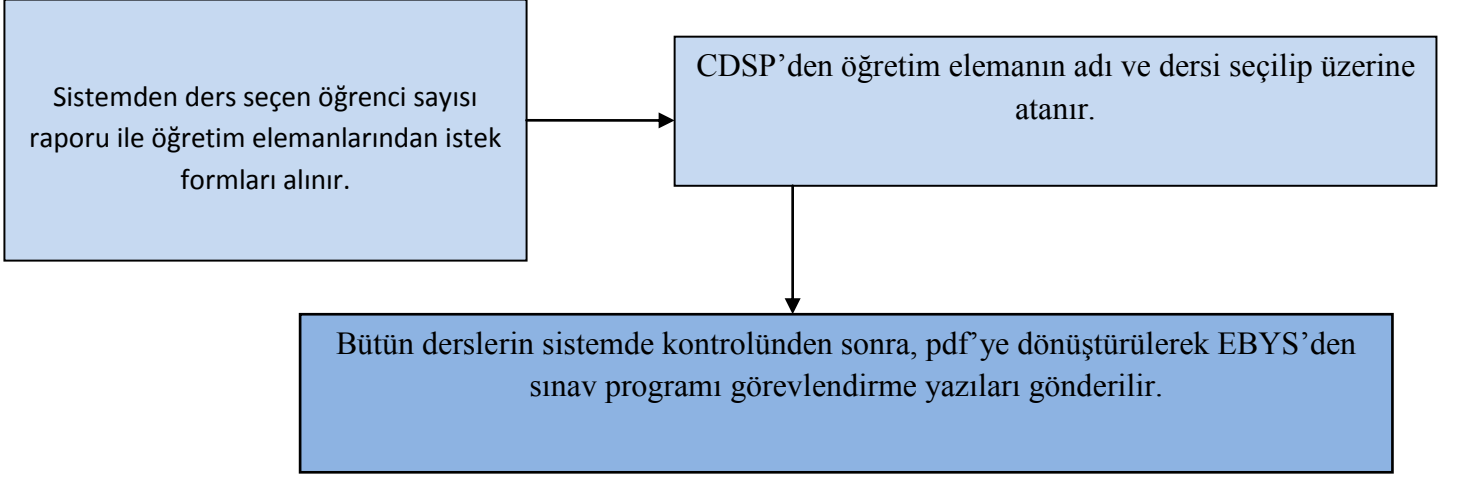 Sistemden ders seçen öğrenci sayısı
raporu ile öğretim elemanlarından istek
formları alınır.
CDSP’den öğretim elemanın adı ve dersi seçilip üzerine
atanır.
Bütün derslerin sistemde kontrolünden sonra, pdf’ye dönüştürülerek EBYS’den
sınav programı görevlendirme yazıları gönderilir.